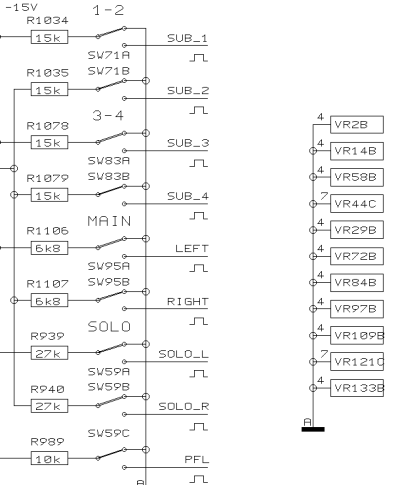 -15V
1-2
R1034
15k
SUB_1
SW71A
R1035
SW71B
15k
SUB_2
3-4
R1078
15k
SUB_3
SW83A
R1079
SW83B
15k
SUB_4
MAIN
R1106
6k8
LEFT
SW95A
R1107
SW95B
6k8
RIGHT
SOLO
R939
27k
SOLO_L
SW59A
R940
SW59B
27k
SOLO_R
R989
SW59C
10k
PFL
A
4
VR2B
4
VR14B
4
VR58B
7
VR44C
4
VR29B
4
VR72B
4
VR84B
4
VR97B
4
VR109B
7
VR121C
4
VR133B
A